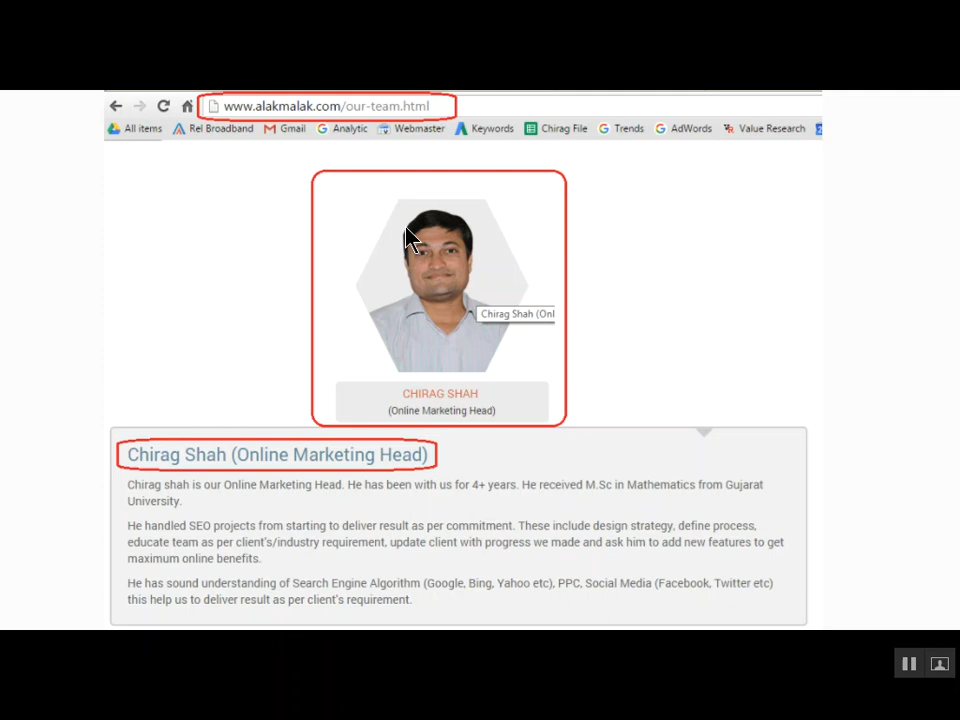 www.alakmalak.com/our-team.html
All items Rel Broadband Gmail Analytic Webmaster Keywords Chirag File Trends AdWords Value Research
Chirag Shah (Onl
CHIRAG SHAH
(Online Marketing Head)
Chirag Shah (Online Marketing Head)
Chirag shah is our Online Marketing Head. He has been with us for 4+ years. He received M.Sc in Mathematics from Gujarat
University.
He handled SEO projects from starting to deliver result as per commitment. These include design strategy, define process,
educate team as per client's/industry requirement, update client with progress we made and ask him to add new features to get
maximum online benefits.
He has sound understanding of Search Engine Algorithm (Google, Bing, Yahoo etc), PPC, Social Media (Facebook, Twitter etc)
this help us to deliver result as per client's requirement.